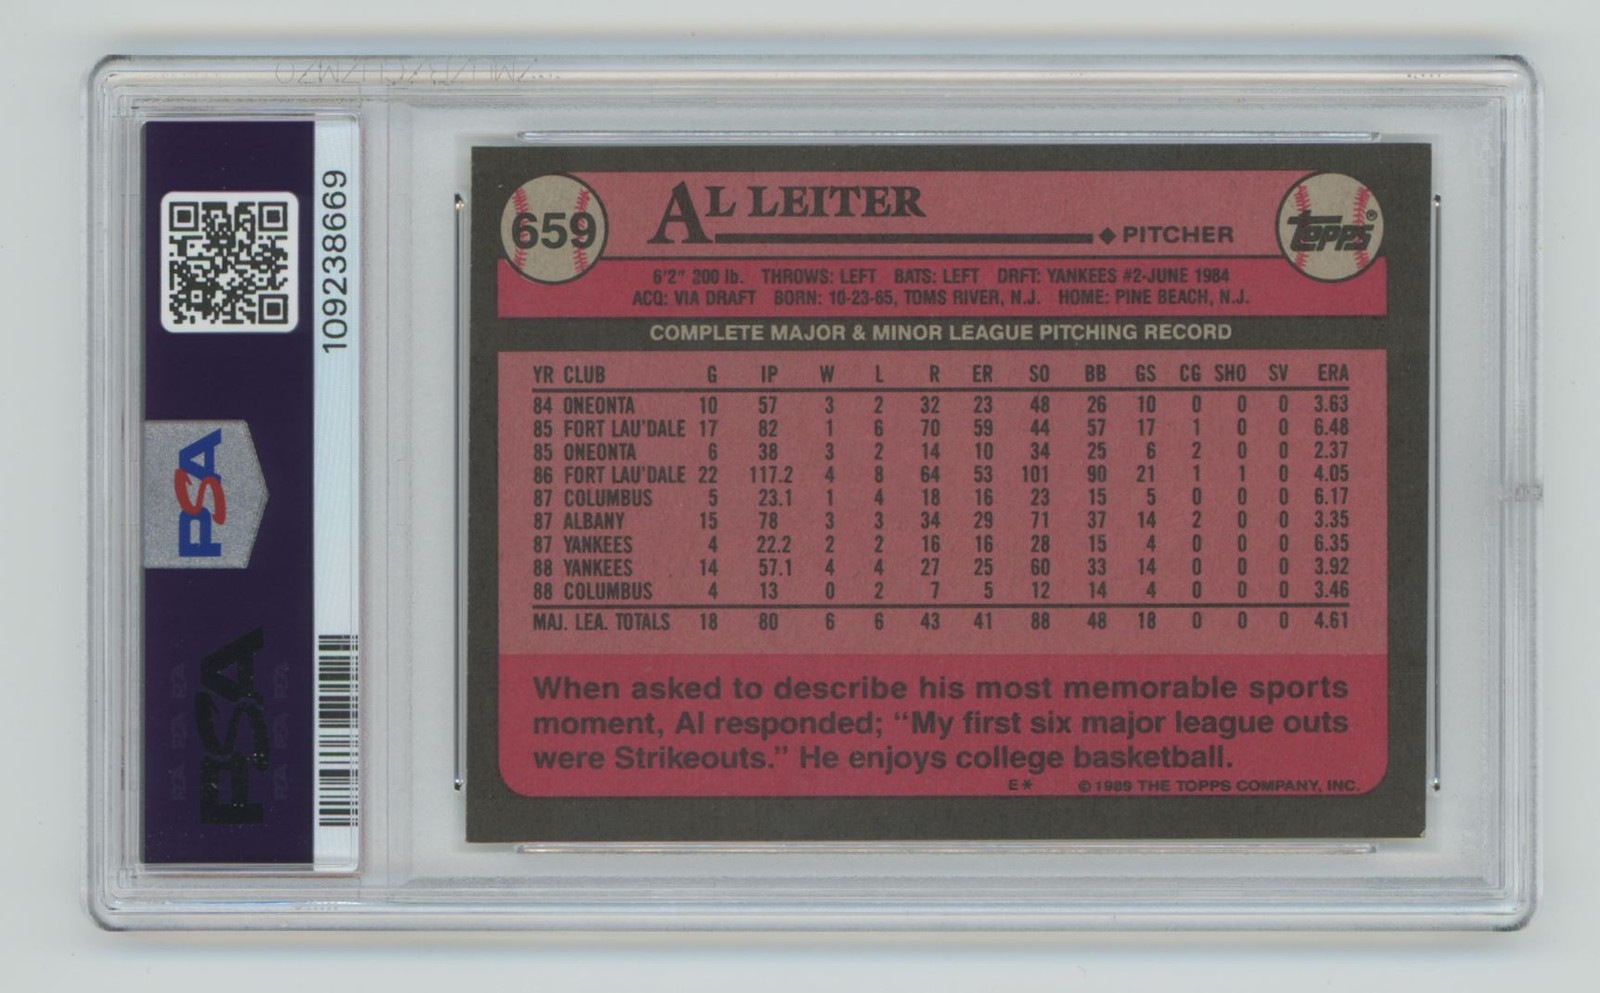 109238669
PSA
PSA
659
AL LEITER
PITCHER
topps®
6'2" 200 lb. THROWS: LEFT BATS: LEFT DRFT: YANKEES #2-JUNE 1984
ACQ: VIA DRAFT BORN: 10-23-65, TOMS RIVER, N.J. HOME: PINE BEACH, N.J.
COMPLETE MAJOR & MINOR LEAGUE PITCHING RECORD
YR CLUB G IP W L R ER SO BB GS CG SHO SV ERA
84 ONEONTA 10 57 3 2 32 23 48 26 10 0 0 0 3.63
85 FORT LAU'DALE 17 82 1 6 70 59 44 57 17 1 0 0 6.48
85 ONEONTA 6 38 3 2 14 10 34 25 6 2 0 0 2.37
86 FORT LAU'DALE 22 117.2 4 8 64 53 101 90 21 1 1 0 4.05
87 COLUMBUS 5 23.1 1 4 18 16 23 15 5 0 0 0 6.17
87 ALBANY 15 78 3 3 34 29 71 37 14 2 0 0 3.35
87 YANKEES 4 22.2 2 2 16 16 28 15 4 0 0 0 6.35
88 YANKEES 14 57.1 4 4 27 25 60 33 14 0 0 0 3.92
88 COLUMBUS 4 13 0 2 7 5 12 14 4 0 0 0 3.46
MAJ. LEA. TOTALS 18 80 6 6 43 41 88 48 18 0 0 0 4.61
When asked to describe his most memorable sports
moment, Al responded; “My first six major league outs
were Strikeouts.” He enjoys college basketball.
E* © 1989 THE TOPPS COMPANY, INC.